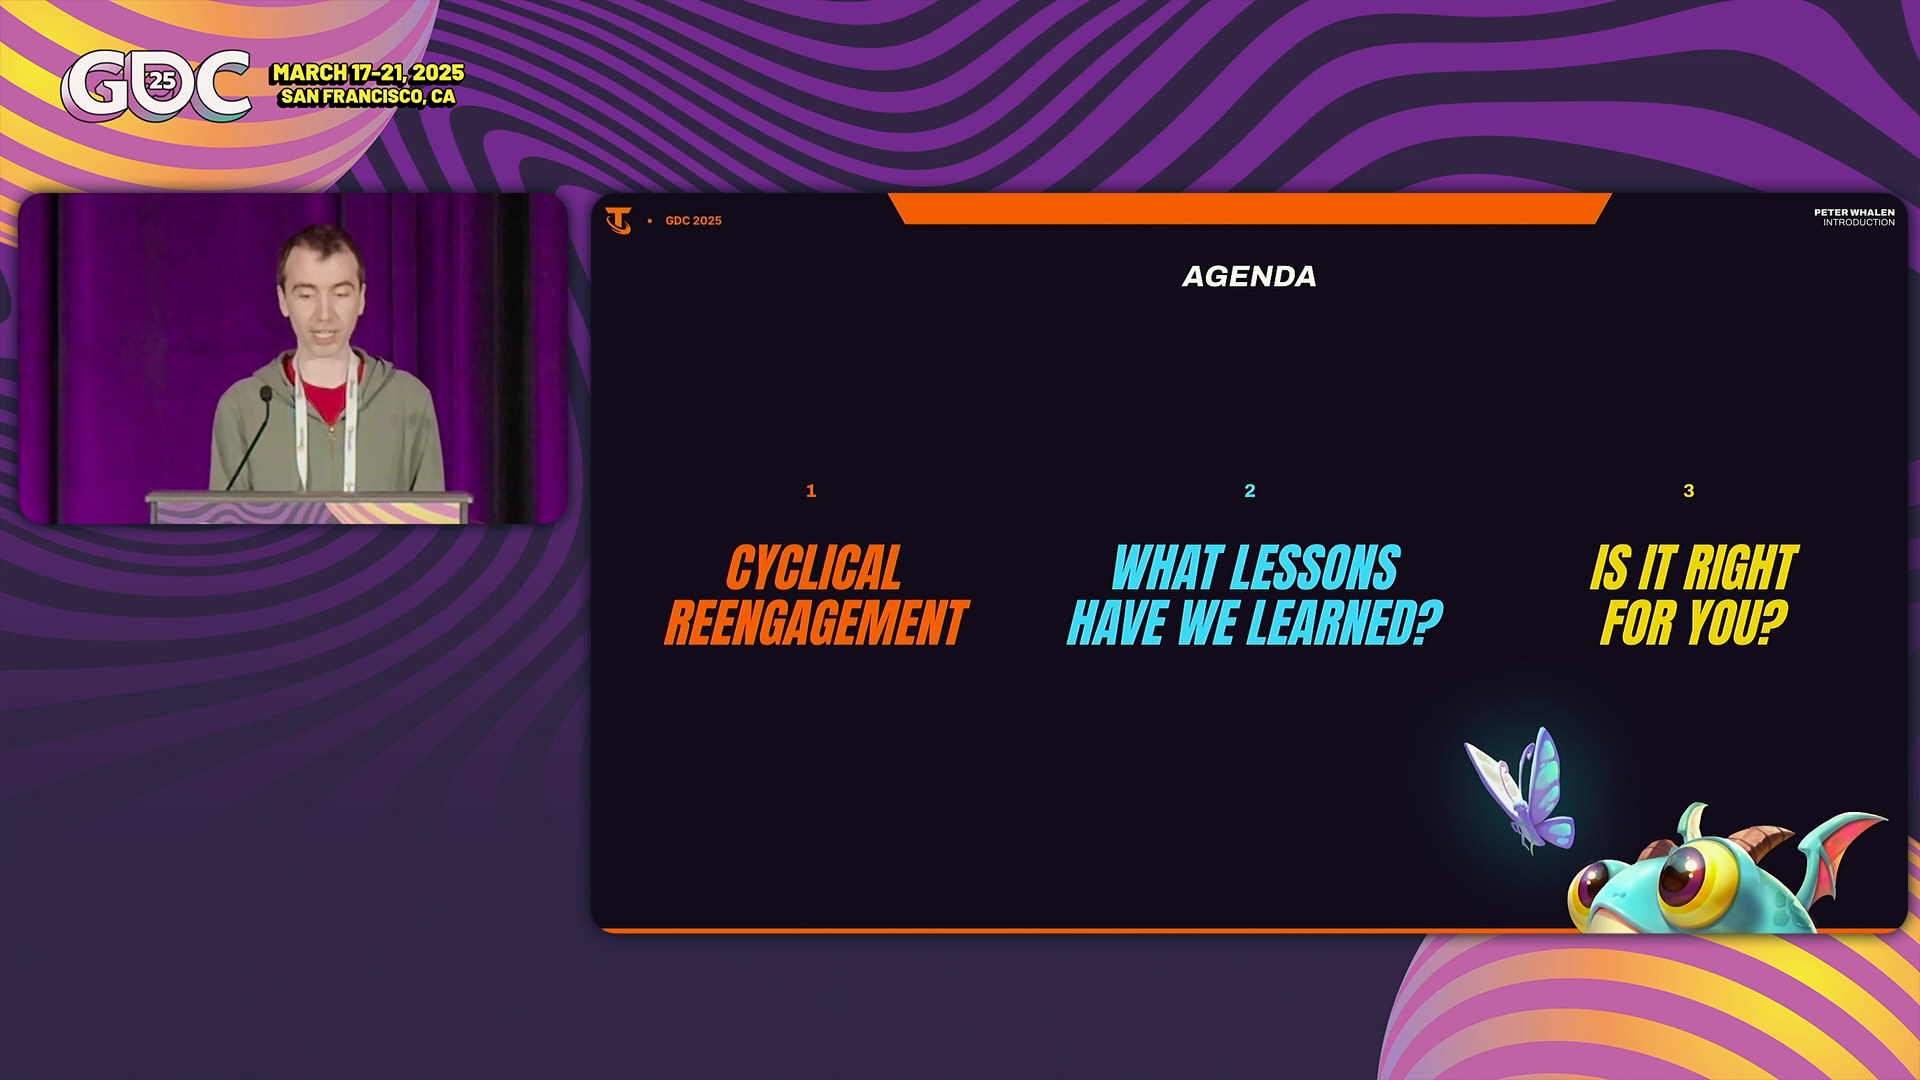 GDC
25
MARCH 17-21, 2025
SAN FRANCISCO, CA
T
• GDC 2025
PETER WHALEN
INTRODUCTION
AGENDA
1
CYCLICAL
REENGAGEMENT
2
WHAT LESSONS
HAVE WE LEARNED?
3
IS IT RIGHT
FOR YOU?